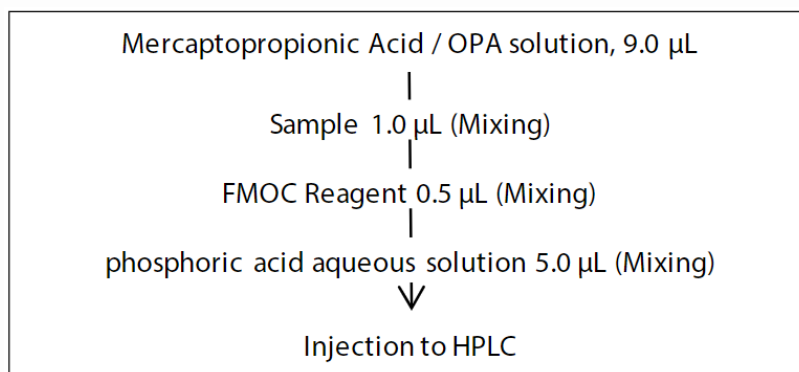 Mercaptopropionic Acid / OPA solution, 9.0 µL
Sample 1.0 µL (Mixing)
FMOC Reagent 0.5 µL (Mixing)
phosphoric acid aqueous solution 5.0 µL (Mixing)
Injection to HPLC